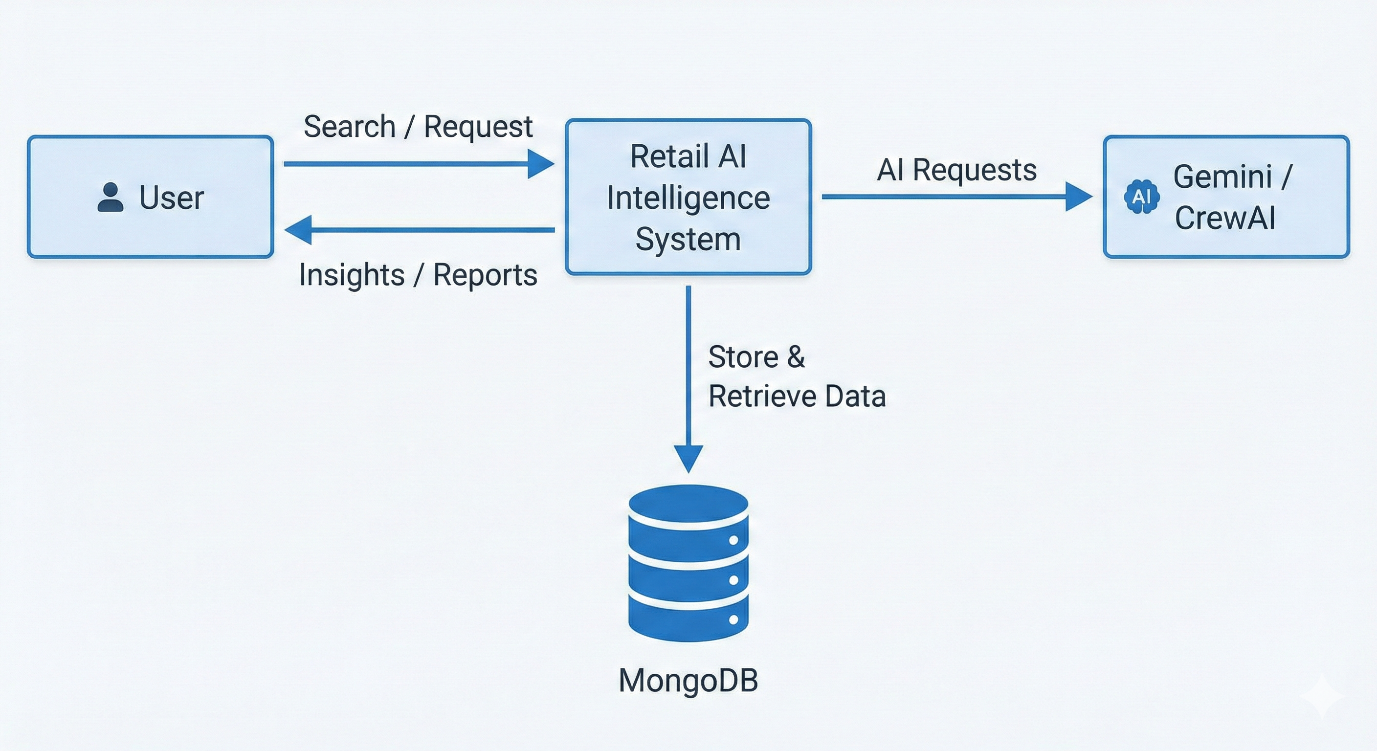 Search / Request
User
Insights / Reports
Retail AI
Intelligence
System
AI Requests
AI
Gemini /
CrewAI
Store &
Retrieve Data
MongoDB